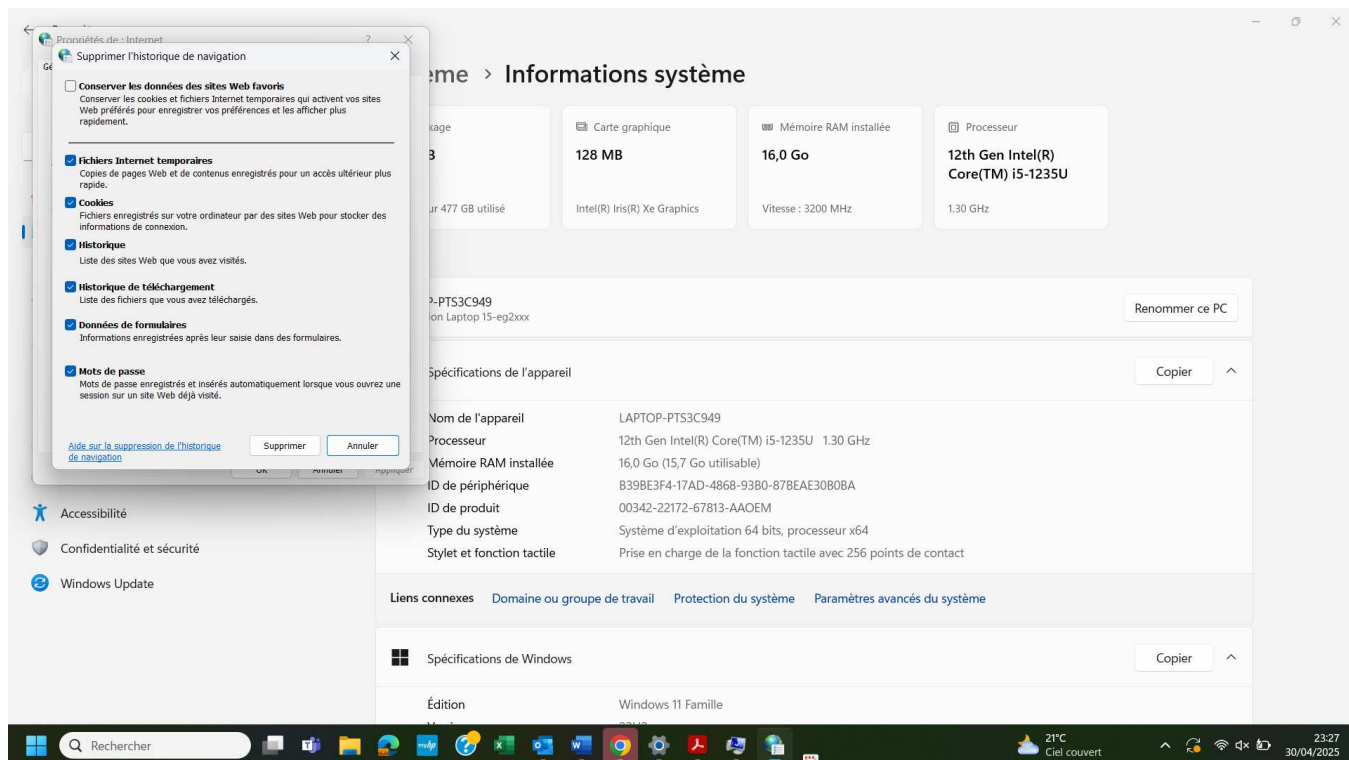 Propriétés de : Internet
?
Supprimer l'historique de navigation
Conserver les données des sites Web favoris
Conserver les cookies et fichiers Internet temporaires qui activent vos sites
Web préférés pour enregistrer vos préférences et les afficher plus
rapidement.
Fichiers Internet temporaires
Copies de pages Web et de contenus enregistrés pour un accès ultérieur plus
rapide.
Cookies
Fichiers enregistrés sur votre ordinateur par des sites Web pour stocker des
informations de connexion.
Historique
Liste des sites Web que vous avez visités.
Historique de téléchargement
Liste des fichiers que vous avez téléchargés.
Données de formulaires
Informations enregistrées après leur saisie dans des formulaires.
Mots de passe
Mots de passe enregistrés et insérés automatiquement lorsque vous ouvrez une
session sur un site Web déjà visité.
Aide sur la suppression de l'historique
de navigation
Supprimer
Annuler
OK Annuler Appliquer
Accessibilité
Confidentialité et sécurité
Windows Update
ème > Informations système
Carte graphique
128 MB
Intel(R) Iris(R) Xe Graphics
Mémoire RAM installée
16,0 Go
Vitesse : 3200 MHz
Processeur
12th Gen Intel(R)
Core(TM) i5-1235U
1.30 GHz
kage
B
ur 477 GB utilisé
P-PTS3C949
ion Laptop 15-eg2xxx
Renommer ce PC
Spécifications de l'appareil
Copier
Nom de l'appareil LAPTOP-PTS3C949
Processeur 12th Gen Intel(R) Core(TM) i5-1235U 1.30 GHz
Mémoire RAM installée 16,0 Go (15,7 Go utilisable)
ID de périphérique B39BE3F4-17AD-4868-93B0-87BEAE30B0BA
ID de produit 00342-22172-67813-AAOEM
Type du système Système d'exploitation 64 bits, processeur x64
Stylet et fonction tactile Prise en charge de la fonction tactile avec 256 points de contact
Liens connexes Domaine ou groupe de travail Protection du système Paramètres avancés du système
Spécifications de Windows
Copier
Édition Windows 11 Famille
Rechercher
myhp
21°C
Ciel couvert
23:27
30/04/2025